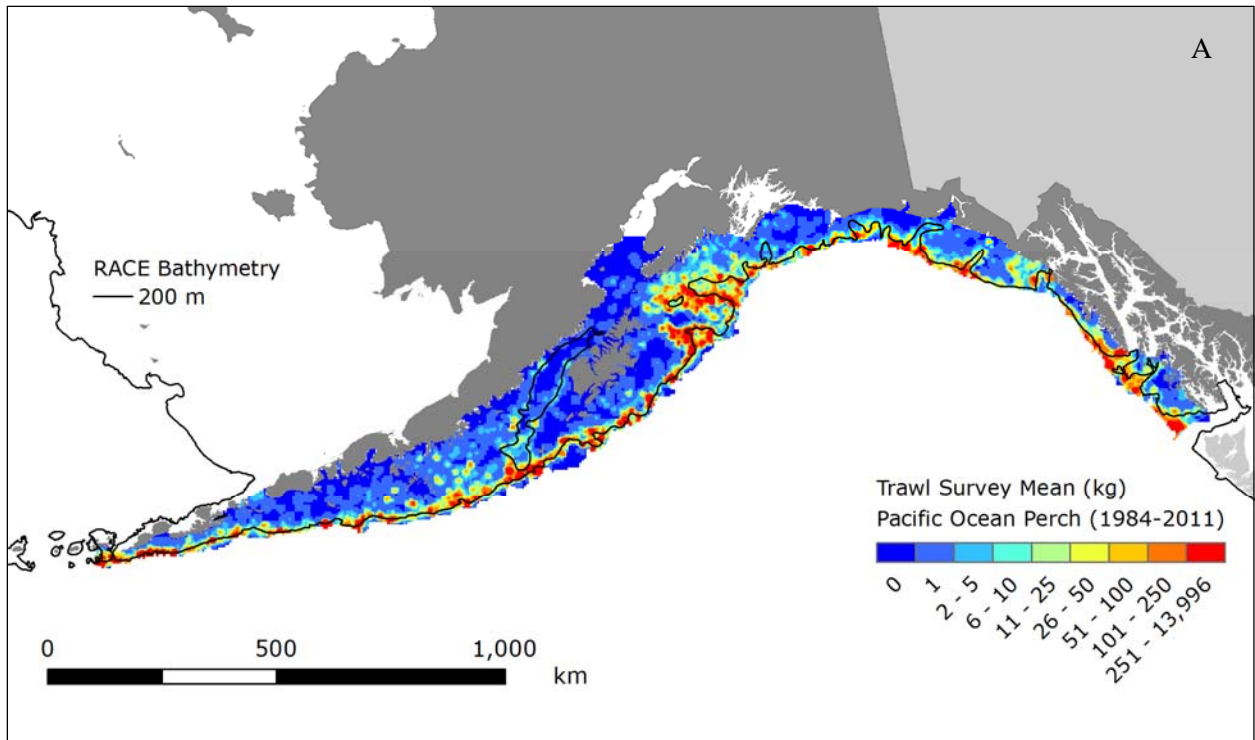 A
RACE Bathymetry
200 m
Trawl Survey Mean (kg)
Pacific Ocean Perch (1984-2011)
0
1
2 - 5
6 - 10
11 - 25
26 - 50
51 - 100
101 - 250
251 - 13,996
0 500 1,000
km